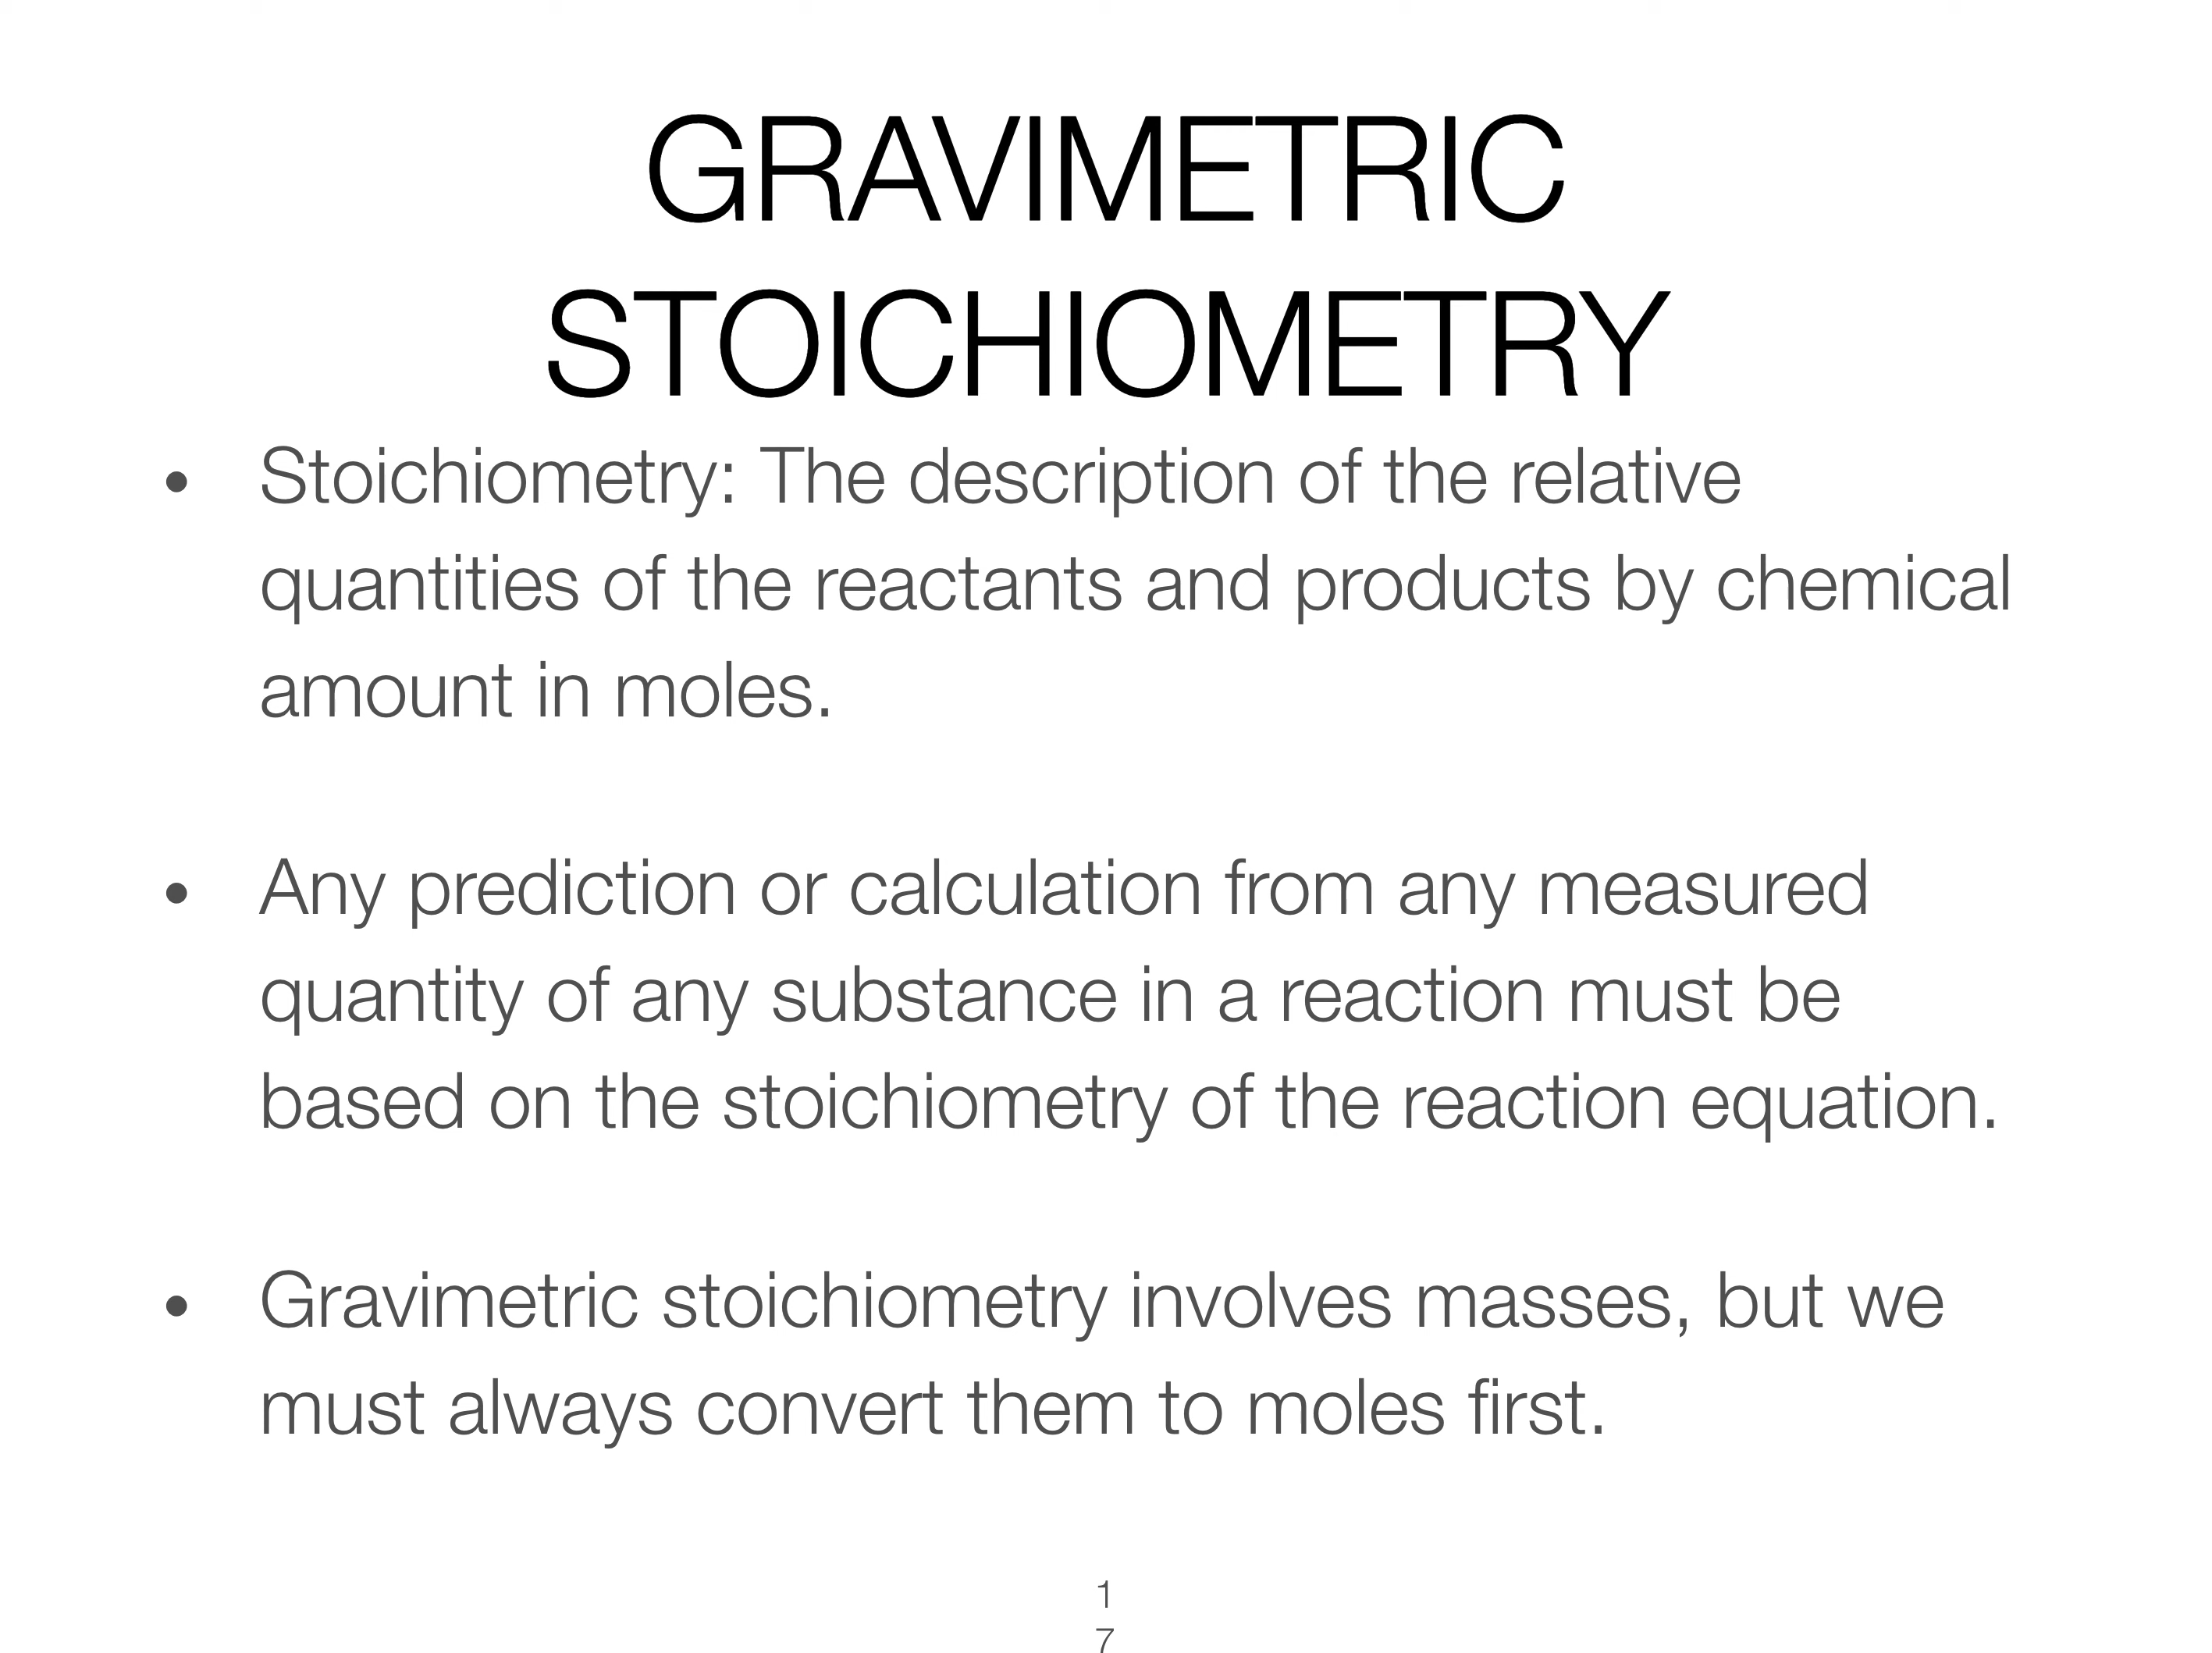 GRAVIMETRIC
STOICHIOMETRY
• Stoichiometry: The description of the relative
quantities of the reactants and products by chemical
amount in moles.
• Any prediction or calculation from any measured
quantity of any substance in a reaction must be
based on the stoichiometry of the reaction equation.
• Gravimetric stoichiometry involves masses, but we
must always convert them to moles first.
1
7